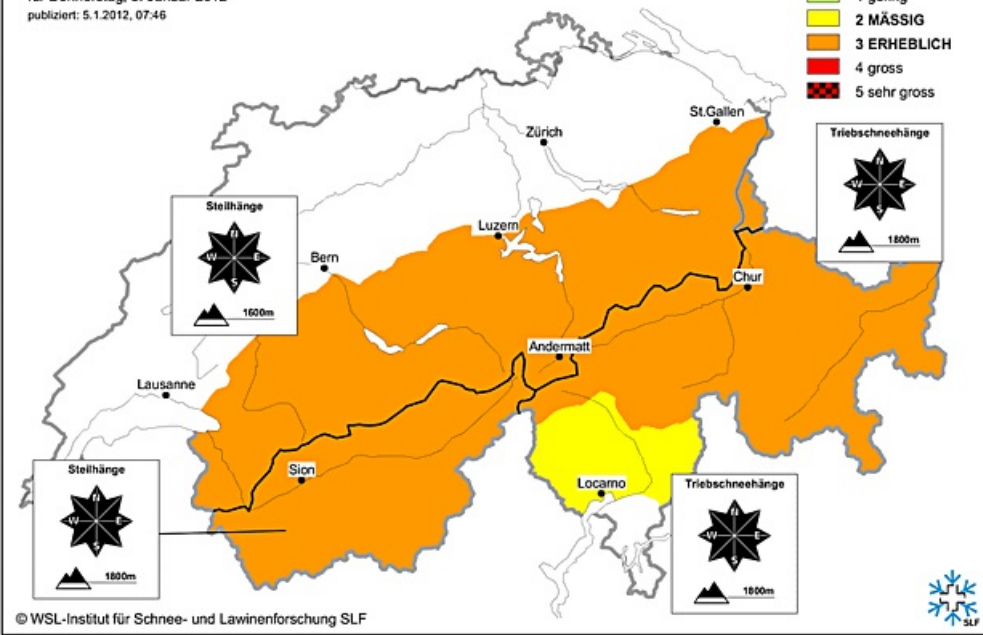 publiziert: 5.1.2012, 07:46
2 MÄSSIG
3 ERHEBLICH
4 gross
5 sehr gross
St.Gallen
Zürich
Triebschneehänge
N
W E
S
1800m
Steilhänge
N
W E
S
1600m
Luzern
Bern
Chur
Andermatt
Lausanne
Steilhänge
N
W E
S
1800m
Sion
Locarno
Triebschneehänge
N
W E
S
1800m
© WSL-Institut für Schnee- und Lawinenforschung SLF
SLF